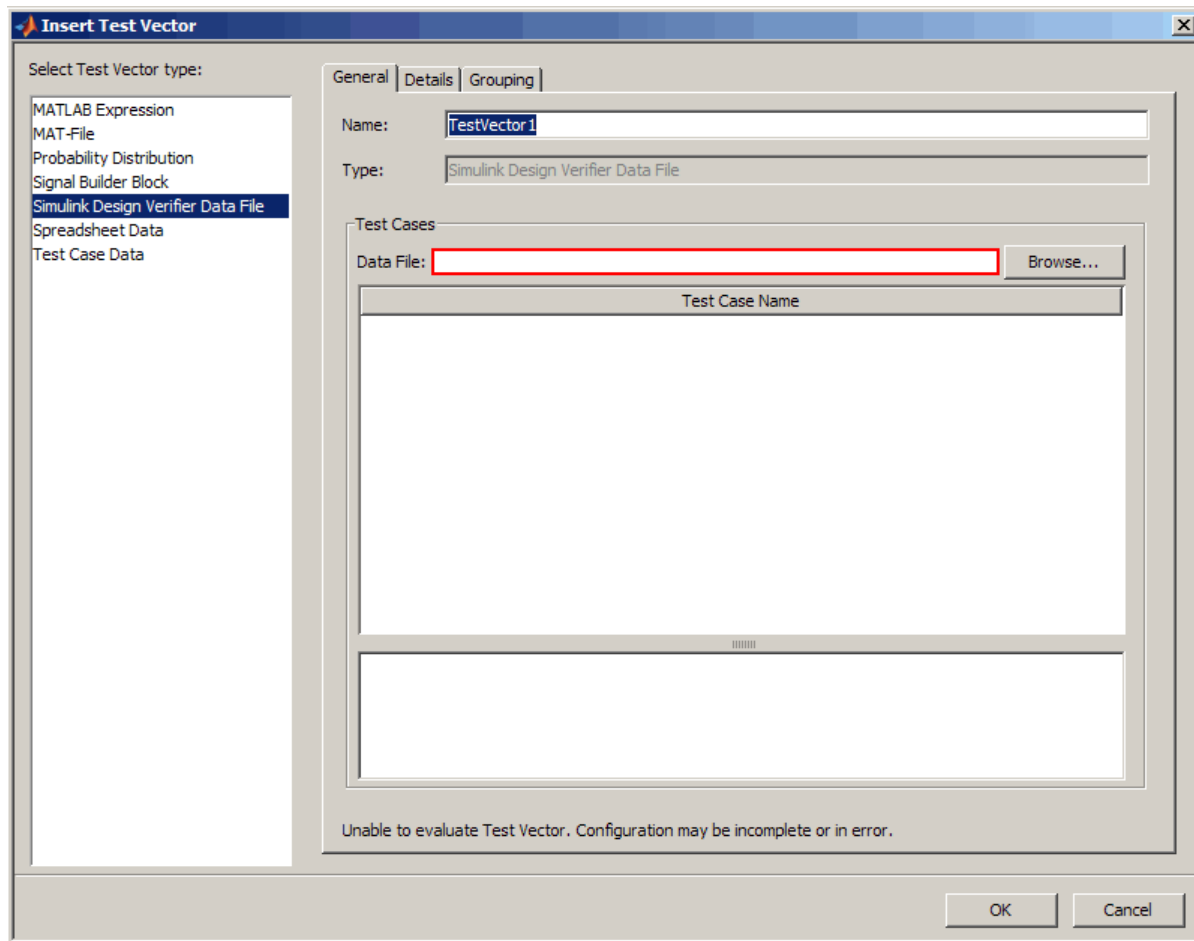 Insert Test Vector
Select Test Vector type:
MATLAB Expression
MAT-File
Probability Distribution
Signal Builder Block
Simulink Design Verifier Data File
Spreadsheet Data
Test Case Data
General Details Grouping
Name: TestVector1
Type: Simulink Design Verifier Data File
Test Cases
Data File: Browse...
Test Case Name
Unable to evaluate Test Vector. Configuration may be incomplete or in error.
OK Cancel